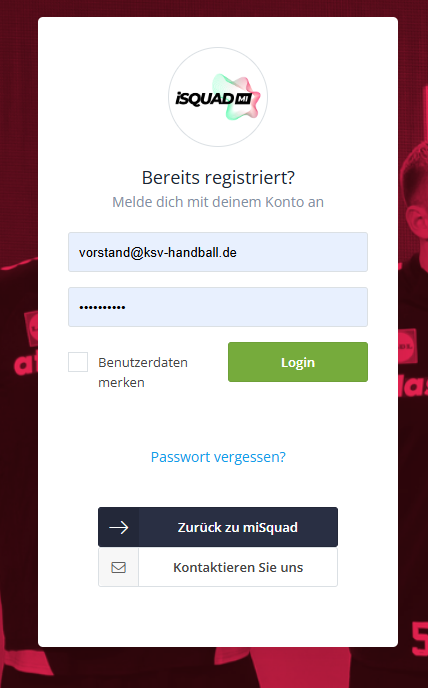 iSQUAD MI
Bereits registriert?
Melde dich mit deinem Konto an
vorstand@ksv-handball.de
••••••••••
Benutzerdaten
merken
Login
Passwort vergessen?
Zurück zu miSquad
Kontaktieren Sie uns
5